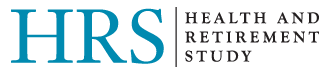 HRS
HEALTH AND
RETIREMENT
STUDY